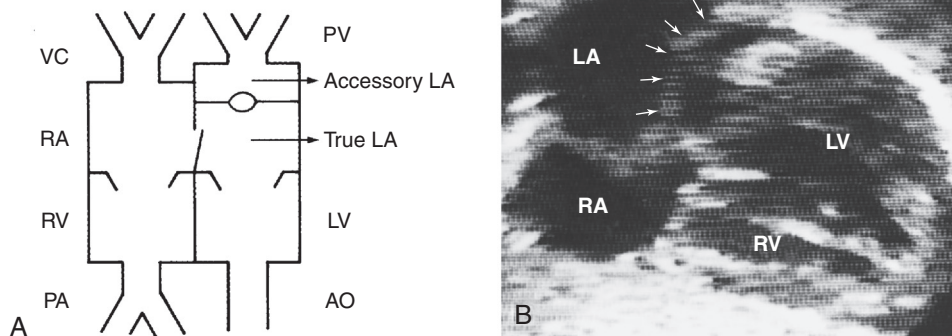 VC
PV
Accessory LA
RA
True LA
RV
LV
PA
AO
A
LA
LV
RA
RV
B